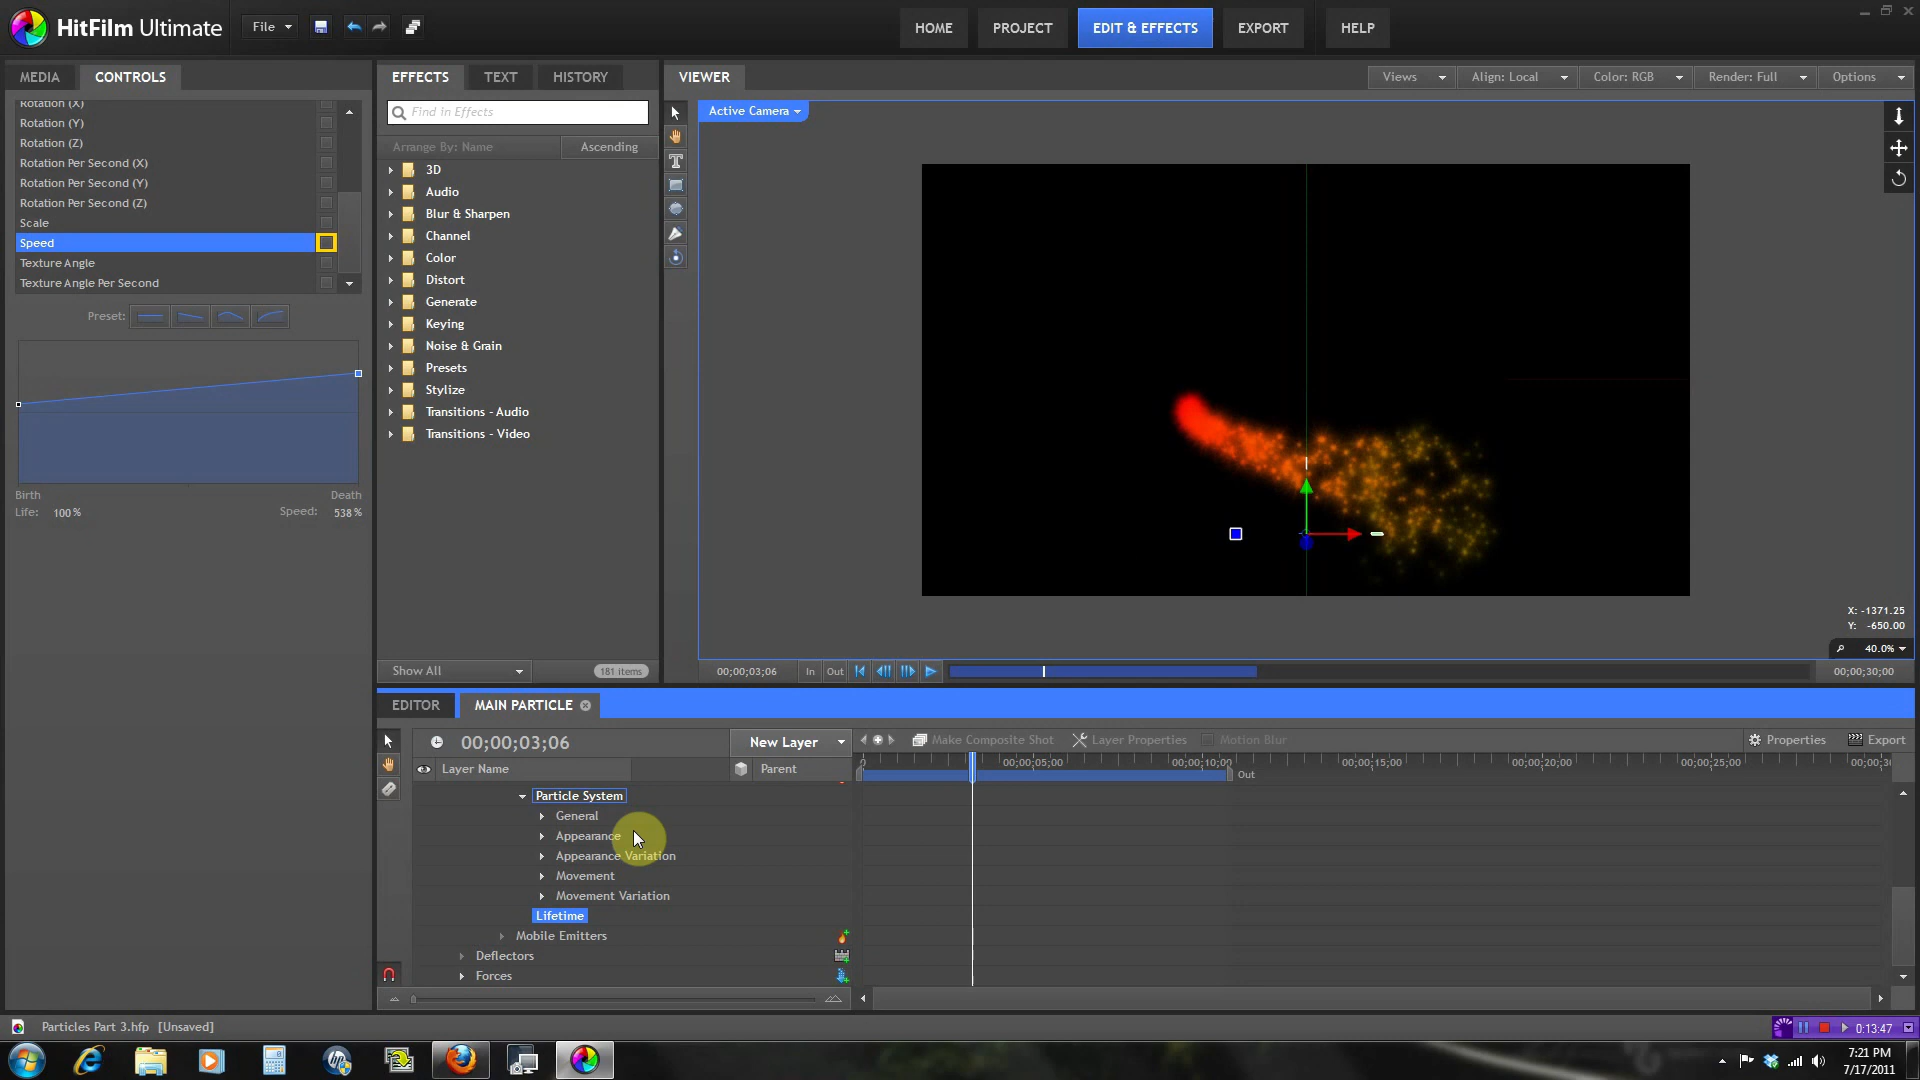 HitFilm Ultimate
File
HOME
PROJECT
EDIT & EFFECTS
EXPORT
HELP
MEDIA
CONTROLS
Rotation (X)
Rotation (Y)
Rotation (Z)
Rotation Per Second (X)
Rotation Per Second (Y)
Rotation Per Second (Z)
Scale
Speed
Texture Angle
Texture Angle Per Second
Preset:
Birth
Death
Life: 100 %
Speed: 538 %
EFFECTS
TEXT
HISTORY
Find in Effects
Arrange By: Name
Ascending
3D
Audio
Blur & Sharpen
Channel
Color
Distort
Generate
Keying
Noise & Grain
Presets
Stylize
Transitions - Audio
Transitions - Video
Show All
181 items
VIEWER
Views
Align: Local
Color: RGB
Render: Full
Options
Active Camera
X: -1371.25
Y: -650.00
40.0%
00;00;03;06
In
Out
00;00;30;00
EDITOR
MAIN PARTICLE
00;00;03;06
New Layer
Make Composite Shot
Layer Properties
Motion Blur
Properties
Export
Layer Name
Parent
0
00;00;05;00
00;00;10;00
00;00;15;00
00;00;20;00
00;00;25;00
Out
Particle System
General
Appearance
Appearance Variation
Movement
Movement Variation
Lifetime
Mobile Emitters
Deflectors
Forces
Particles Part 3.hfp [Unsaved]
0:13:47
7:21 PM
7/17/2011